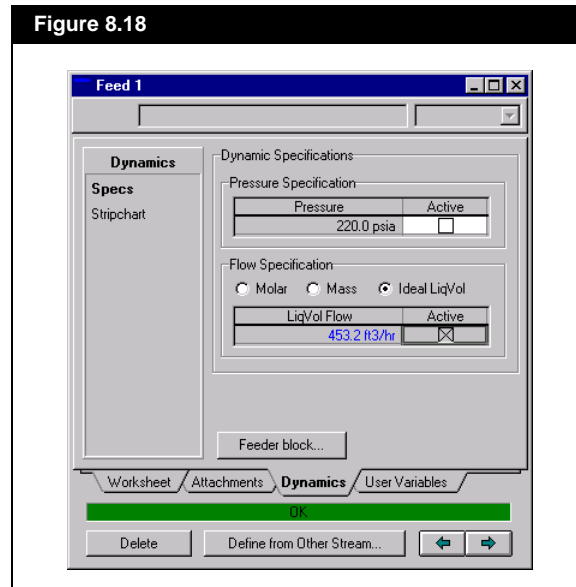 Figure 8.18
Feed 1
Dynamics
Specs
Stripchart
Dynamic Specifications
Pressure Specification
Pressure Active
220.0 psia
Flow Specification
Molar Mass Ideal LiqVol
LiqVol Flow Active
453.2 ft3/hr
Feeder block...
Worksheet Attachments Dynamics User Variables
OK
Delete Define from Other Stream...